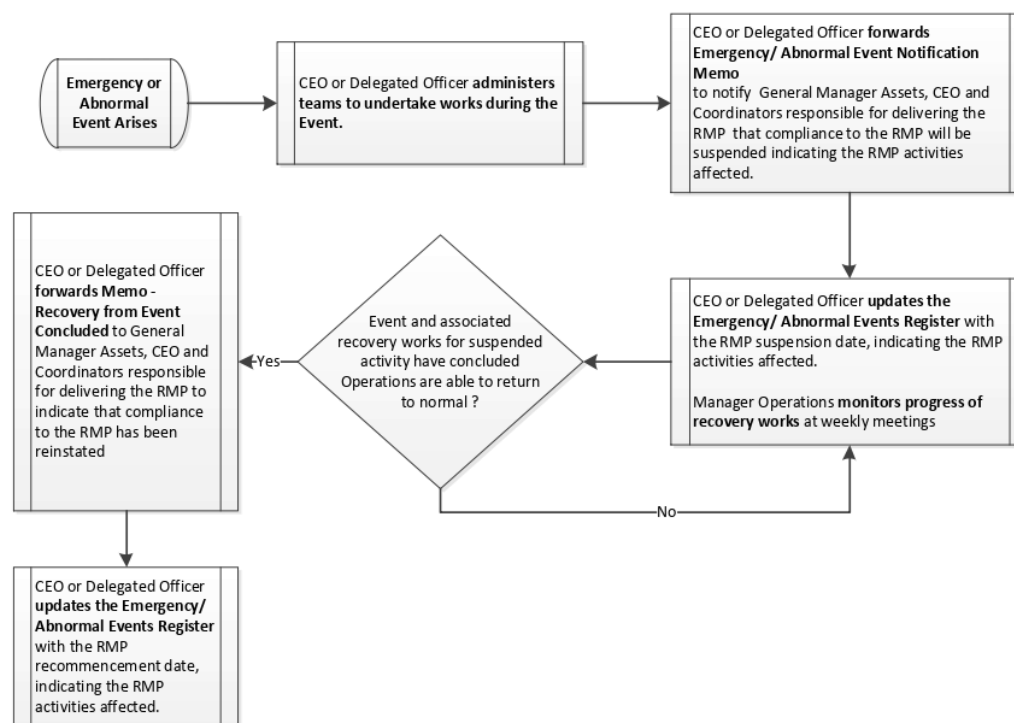 Emergency or
Abnormal
Event Arises
CEO or Delegated Officer administers
teams to undertake works during the
Event.
CEO or Delegated Officer forwards
Emergency/ Abnormal Event Notification
Memo
to notify  General Manager Assets, CEO and
Coordinators responsible for delivering the
RMP  that compliance to the RMP will be
suspended indicating the RMP activities
affected.
CEO or Delegated Officer updates the
Emergency/ Abnormal Events Register with
the RMP suspension date, indicating the RMP
activities affected.
Manager Operations monitors progress of
recovery works at weekly meetings
Event and associated
recovery works for suspended
activity have concluded
Operations are able to return
to normal ?
No
Yes
CEO or Delegated Officer
forwards Memo -
Recovery from Event
Concluded to General
Manager Assets, CEO and
Coordinators responsible
for delivering the RMP to
indicate that compliance
to the RMP has been
reinstated
CEO or Delegated Officer
updates the Emergency/
Abnormal Events Register
with the RMP
recommencement date,
indicating the RMP
activities affected.